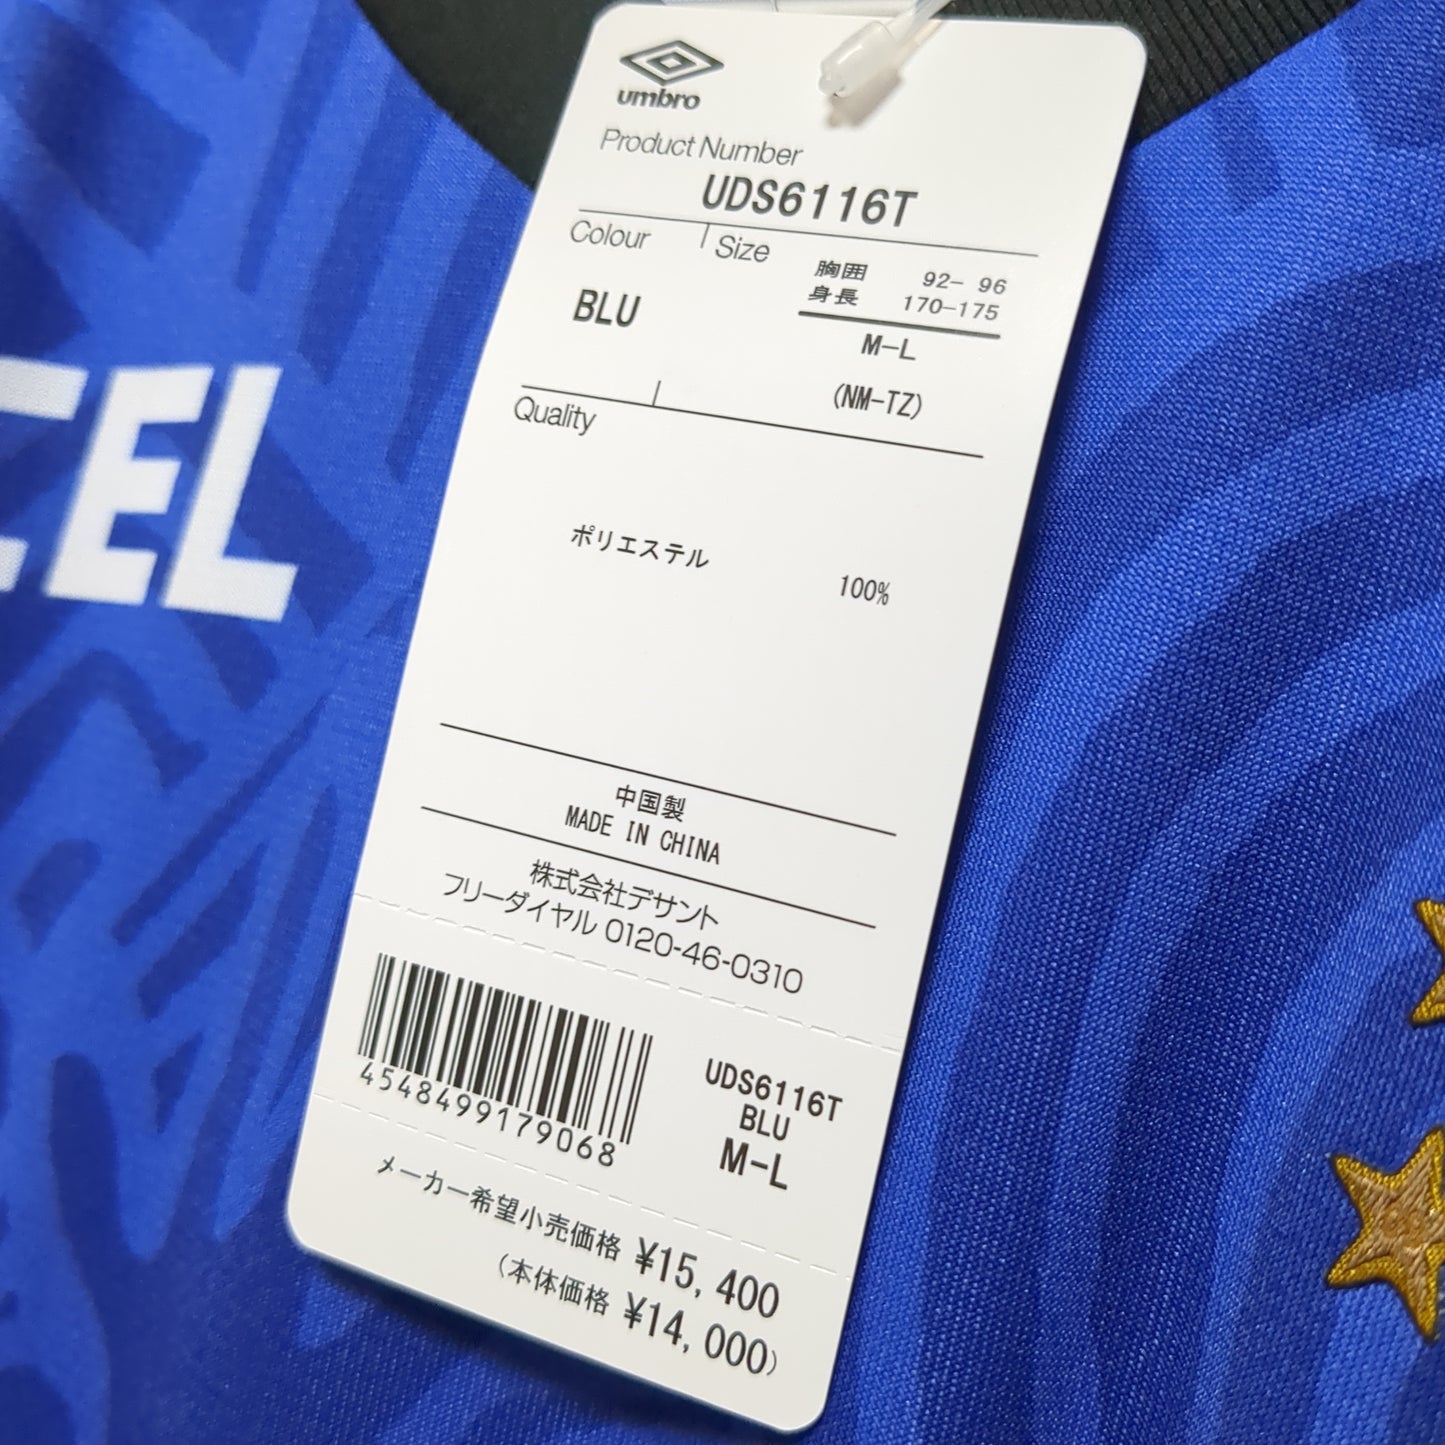 umbro
Product Number
UDS6116T
Colour Size
胸囲 92- 96
身長 170-175
BLU
M-L
(NM-TZ)
Quality
ポリエステル 100%
中国製
MADE IN CHINA
株式会社デサント
フリーダイヤル 0120-46-0310
4548499179068
UDS6116T
BLU
M-L
メーカー希望小売価格 ¥15,400
(本体価格 ¥14,000)
CEL